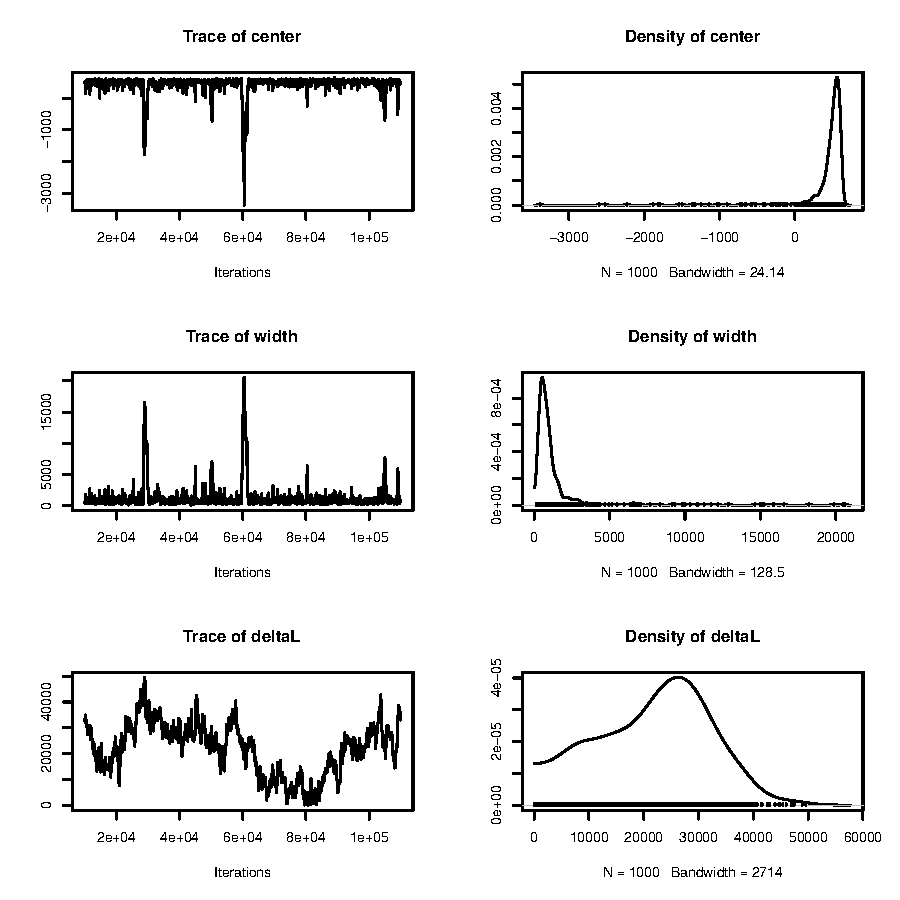 Trace of center
Density of center
-1000
-3000
2e+04 4e+04 6e+04 8e+04 1e+05
Iterations
0.004
0.002
0.000
-3000 -2000 -1000 0
N = 1000 Bandwidth = 24.14
Trace of width
Density of width
15000
5000
0
2e+04 4e+04 6e+04 8e+04 1e+05
Iterations
8e-04
4e-04
0e+00
0 5000 10000 15000 20000
N = 1000 Bandwidth = 128.5
Trace of deltaL
Density of deltaL
40000
20000
0
2e+04 4e+04 6e+04 8e+04 1e+05
Iterations
4e-05
2e-05
0e+00
0 10000 20000 30000 40000 50000 60000
N = 1000 Bandwidth = 2714